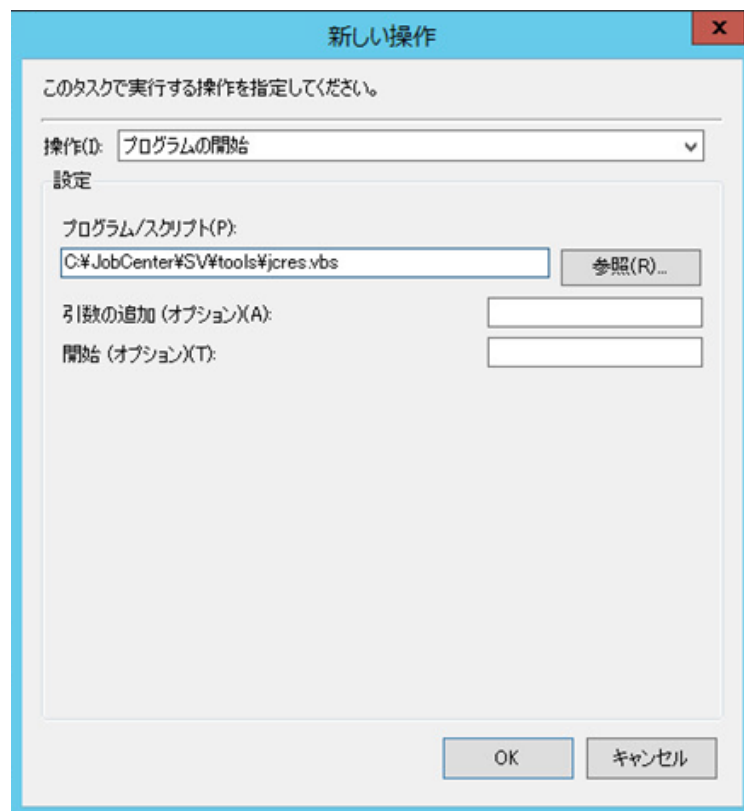 新しい操作
x
このタスクで実行する操作を指定してください。
操作(I): プログラムの開始
設定
プログラム/スクリプト(P):
C:¥JobCenter¥SV¥tools¥jcres.vbs 参照(R)...
引数の追加 (オプション)(A):
開始 (オプション)(T):
OK キャンセル